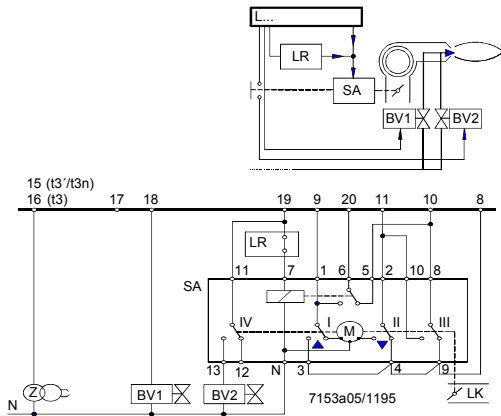 L...
LR
SA
BV1
BV2
15 (t3´/t3n)
16 (t3) 17 18 19 9 20 11 10 8
LR
11 7 1 6 5 2 10 8
SA
IV I M II III
13 12 N 3 4 9
Z BV1 BV2 LK
N
7153a05/1195